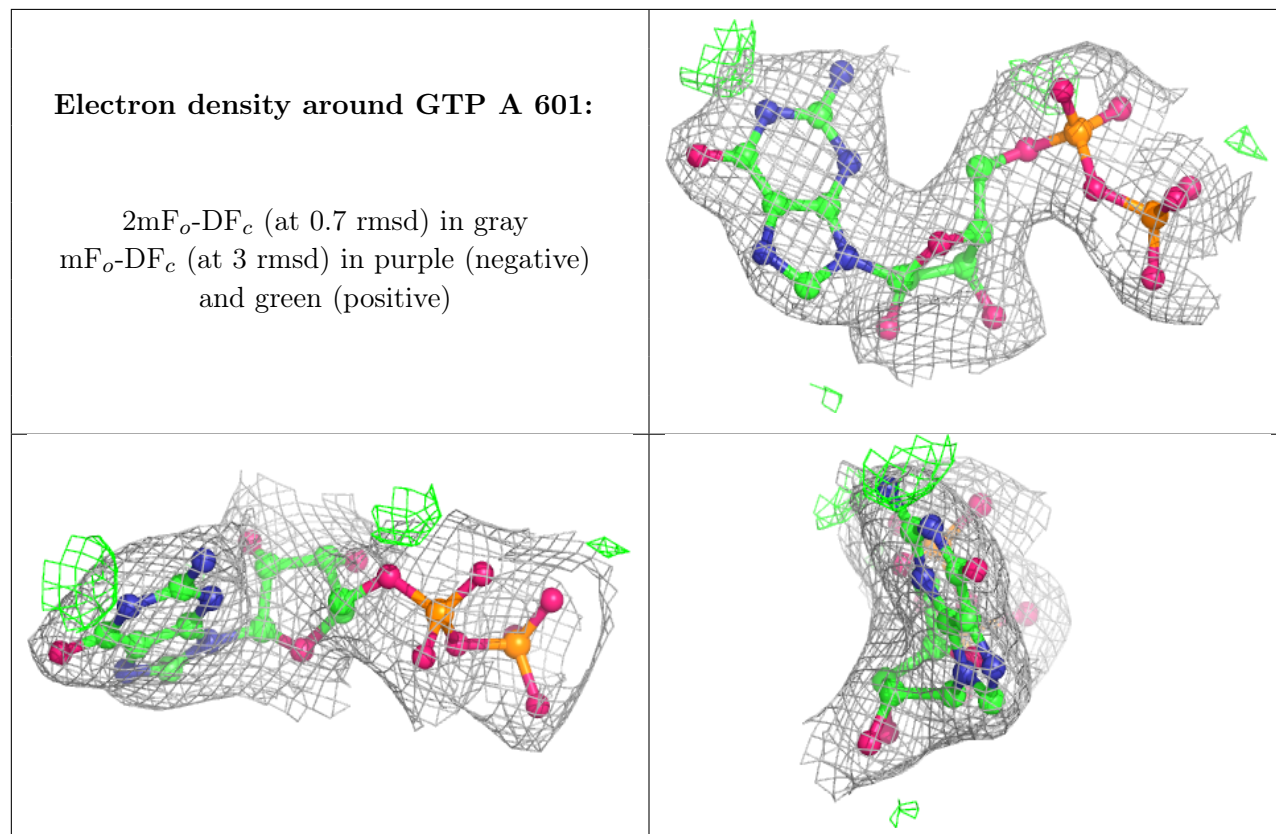 Electron density around GTP A 601:
2mFo-DFc (at 0.7 rmsd) in gray
mFo-DFc (at 3 rmsd) in purple (negative)
and green (positive)